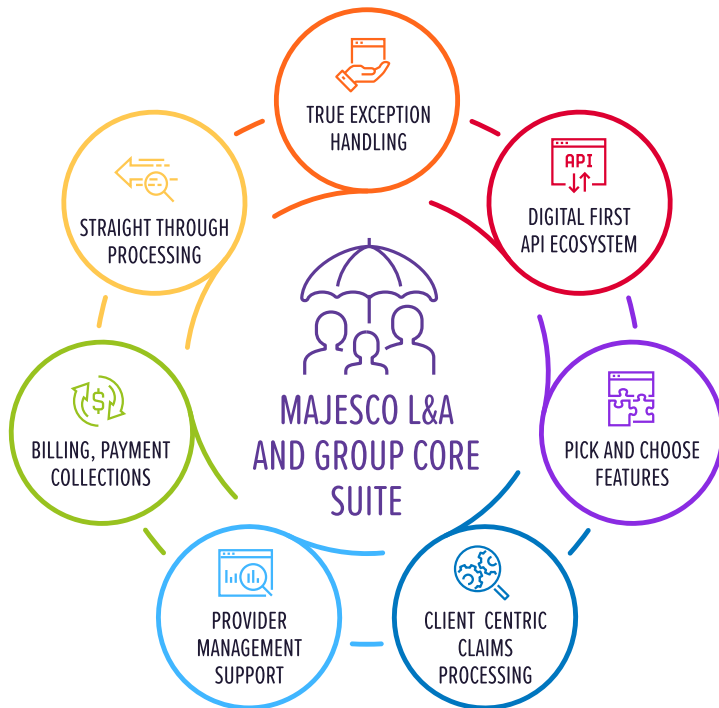 TRUE EXCEPTION
HANDLING
API
DIGITAL FIRST
API ECOSYSTEM
STRAIGHT THROUGH
PROCESSING
MAJESCO L&A
AND GROUP CORE
SUITE
$
BILLING, PAYMENT
COLLECTIONS
PICK AND CHOOSE
FEATURES
PROVIDER
MANAGEMENT
SUPPORT
CLIENT CENTRIC
CLAIMS
PROCESSING